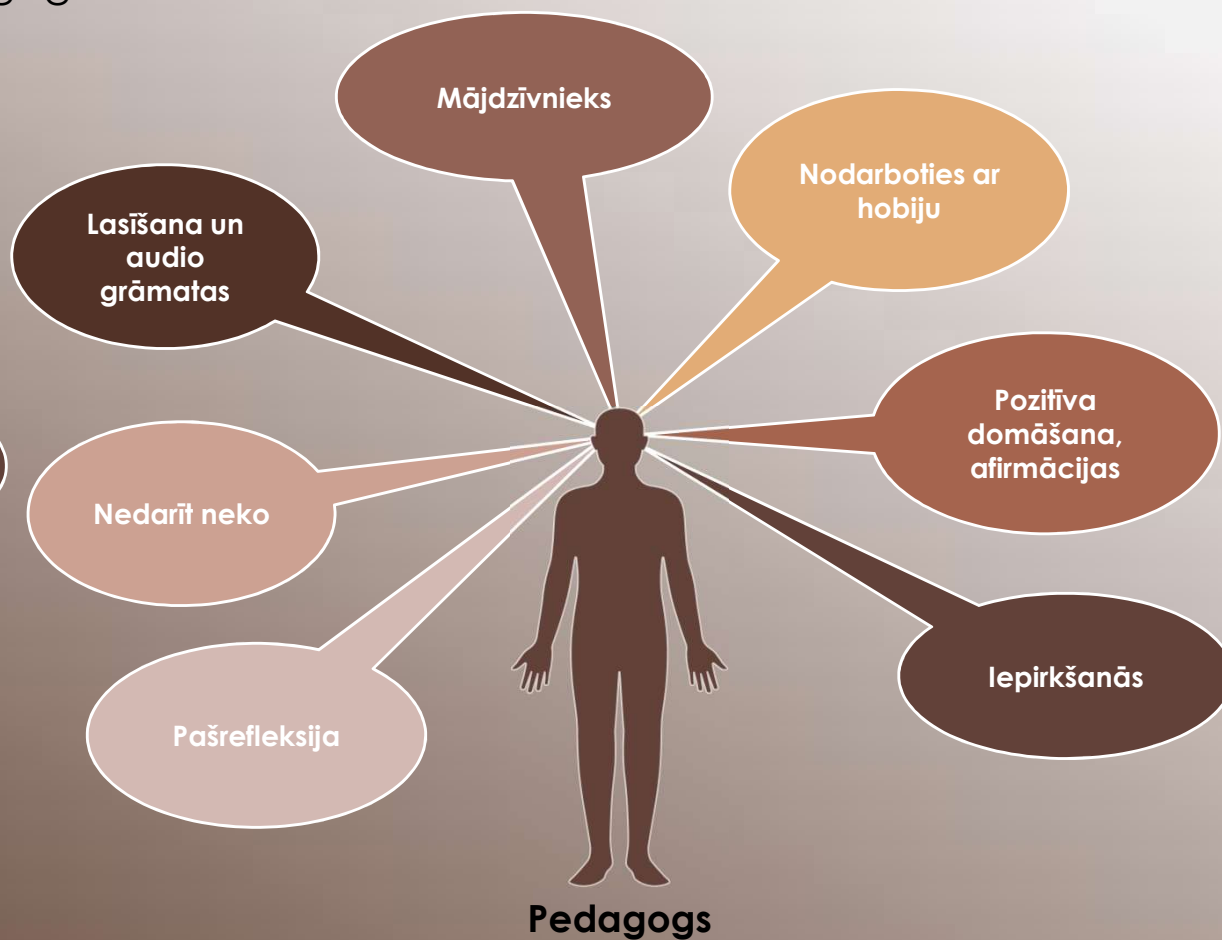 Mājdzīvnieks
Nodarboties ar
hobiju
Lasīšana un
audio
grāmatas
Pozitīva
domāšana,
afirmācijas
Nedarīt neko
Iepirkšanās
Pašrefleksija
Pedagogs